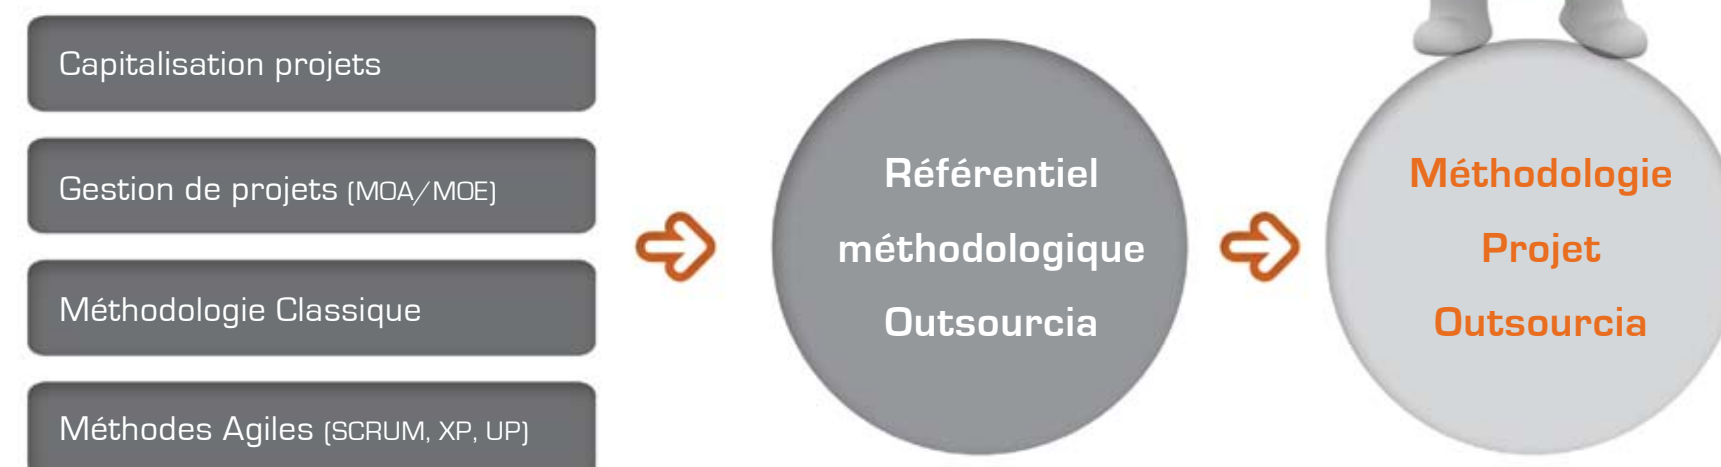 Capitalisation projets
Gestion de projets (MOA/MOE)
Méthodologie Classique
Méthodes Agiles (SCRUM, XP, UP)
Référentiel
méthodologique
Outsourcia
Méthodologie
Projet
Outsourcia